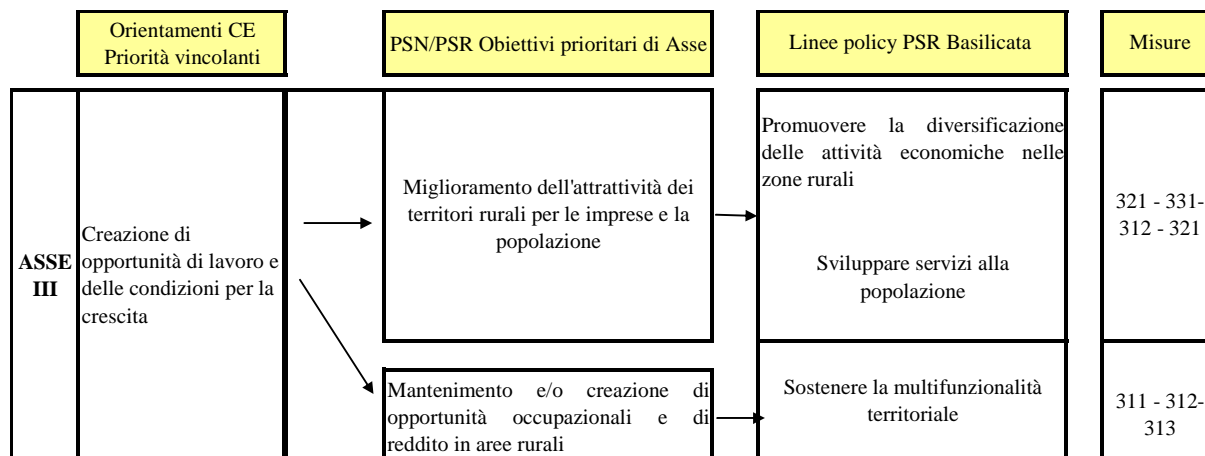 Orientamenti CE
Priorità vincolanti
PSN/PSR Obiettivi prioritari di Asse
Linee policy PSR Basilicata
Misure
ASSE
III
Creazione di
opportunità di lavoro e
delle condizioni per la
crescita
Miglioramento dell'attrattività dei
territori rurali per le imprese e la
popolazione
Promuovere la diversificazione
delle attività economiche nelle
zone rurali
Sviluppare servizi alla
popolazione
321 - 331-
312 - 321
Mantenimento e/o creazione di
opportunità occupazionali e di
reddito in aree rurali
Sostenere la multifunzionalità
territoriale
311 - 312-
313